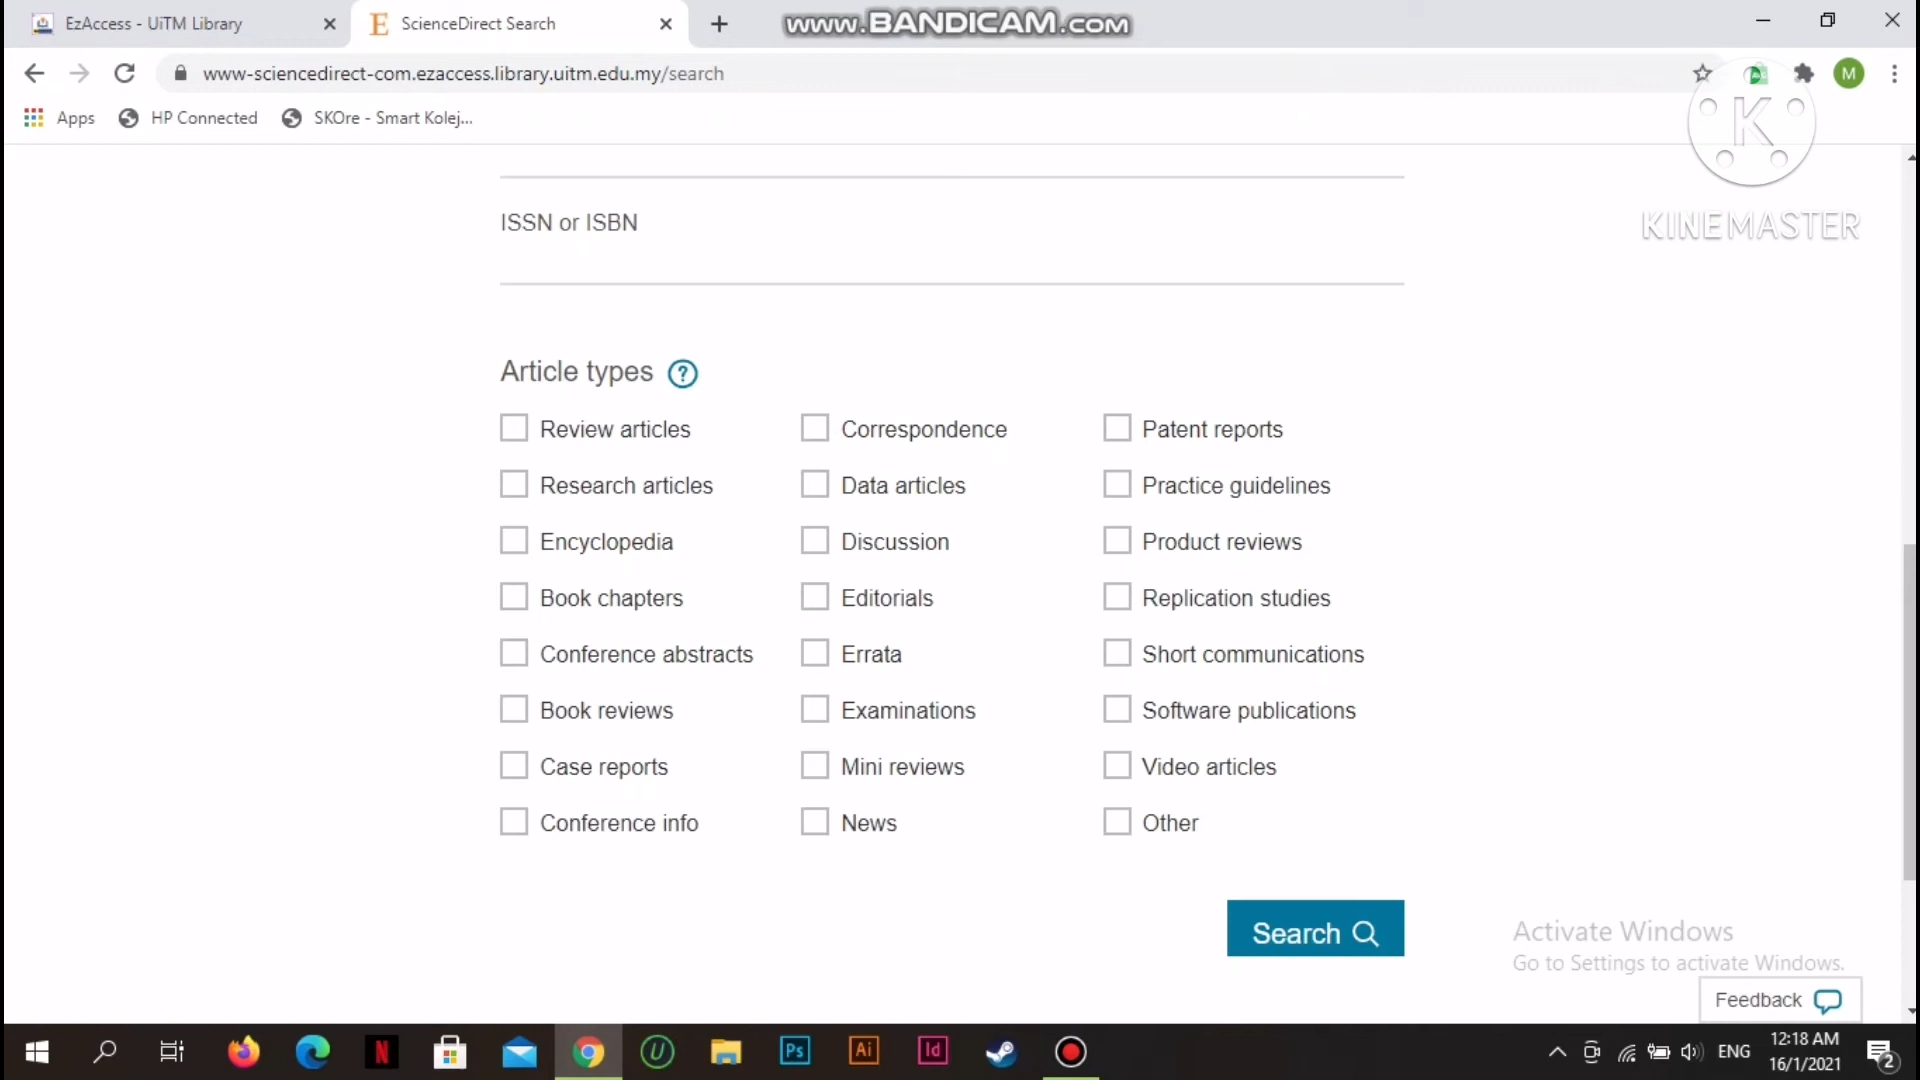 EzAccess - UiTM Library
ScienceDirect Search
www.BANDICAM.com
www-sciencedirect-com.ezaccess.library.uitm.edu.my/search
M
Apps
HP Connected
SKOre - Smart Kolej...
K
KINEMASTER
ISSN or ISBN
Article types ?
Review articles
Correspondence
Patent reports
Research articles
Data articles
Practice guidelines
Encyclopedia
Discussion
Product reviews
Book chapters
Editorials
Replication studies
Conference abstracts
Errata
Short communications
Book reviews
Examinations
Software publications
Case reports
Mini reviews
Video articles
Conference info
News
Other
Search
Activate Windows
Go to Settings to activate Windows.
Feedback
N
U
Ps
Ai
Id
ENG
12:18 AM
16/1/2021
2